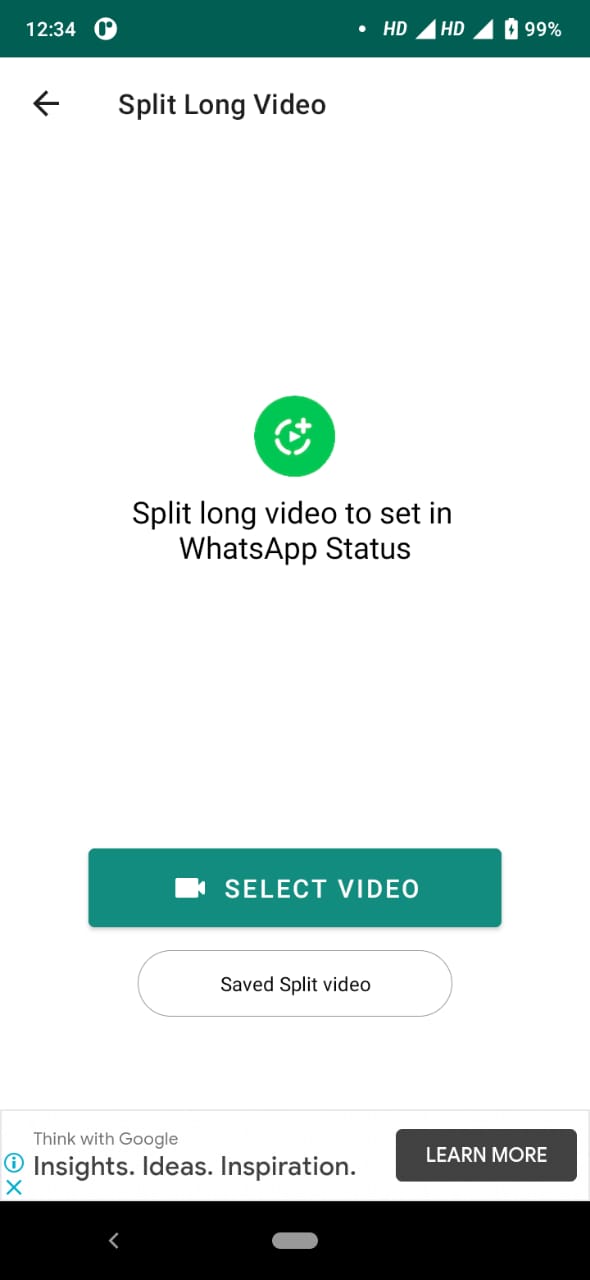 12:34 HD HD 99%
Split Long Video
Split long video to set in
WhatsApp Status
SELECT VIDEO
Saved Split video
Think with Google
Insights. Ideas. Inspiration.
LEARN MORE